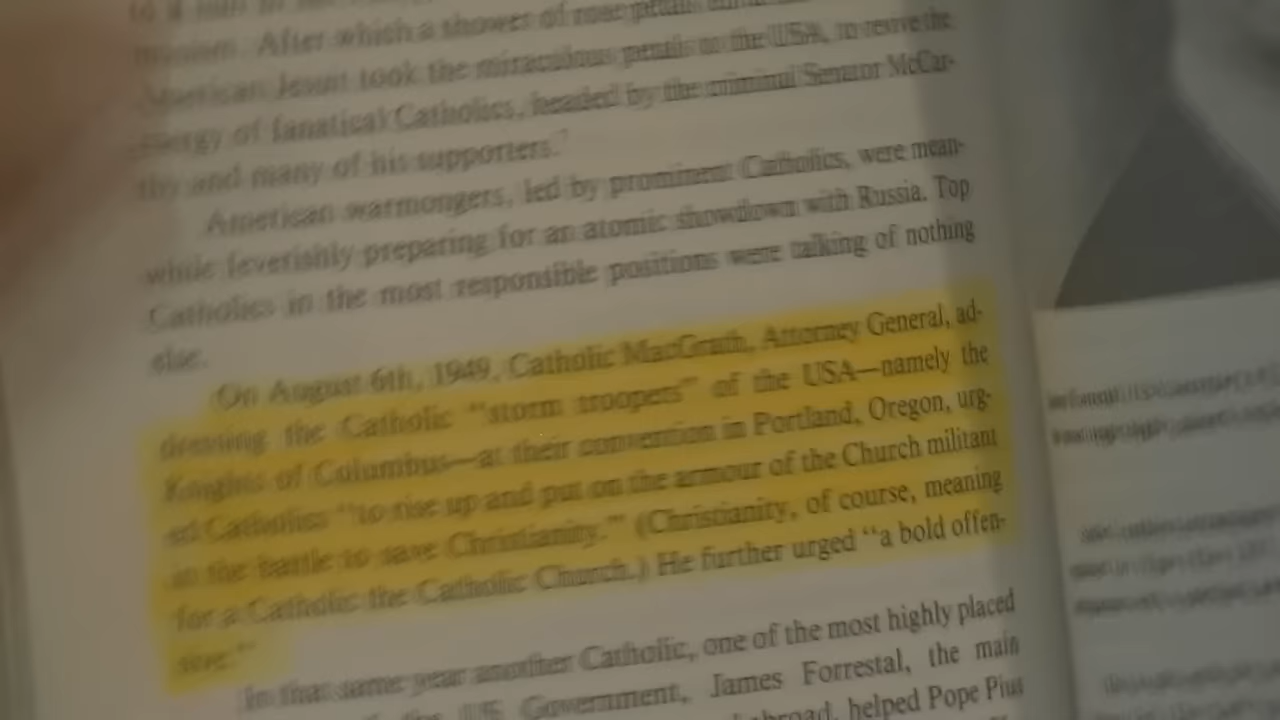 After which a shower of rose petals
American Jesuit took the miraculous petals to the USA, to revive the
energy of fanatical Catholics, headed by the criminal Senator McCar-
thy and many of his supporters.7
American warmongers, led by prominent Catholics, were mean-
while feverishly preparing for an atomic showdown with Russia. Top
Catholics in the most responsible positions were talking of nothing
else.
On August 6th, 1949, Catholic MacGrath, Attorney General, ad-
dressing the Catholic "storm troopers" of the USA—namely the
Knights of Columbus—at their convention in Portland, Oregon, urg-
ed Catholics "to rise up and put on the armour of the Church militant
in the battle to save Christianity." (Christianity, of course, meaning
for a Catholic the Catholic Church.) He further urged "a bold offen-
sive."
In that same year another Catholic, one of the most highly placed
the US Government, James Forrestal, the main
abroad, helped Pope Pius